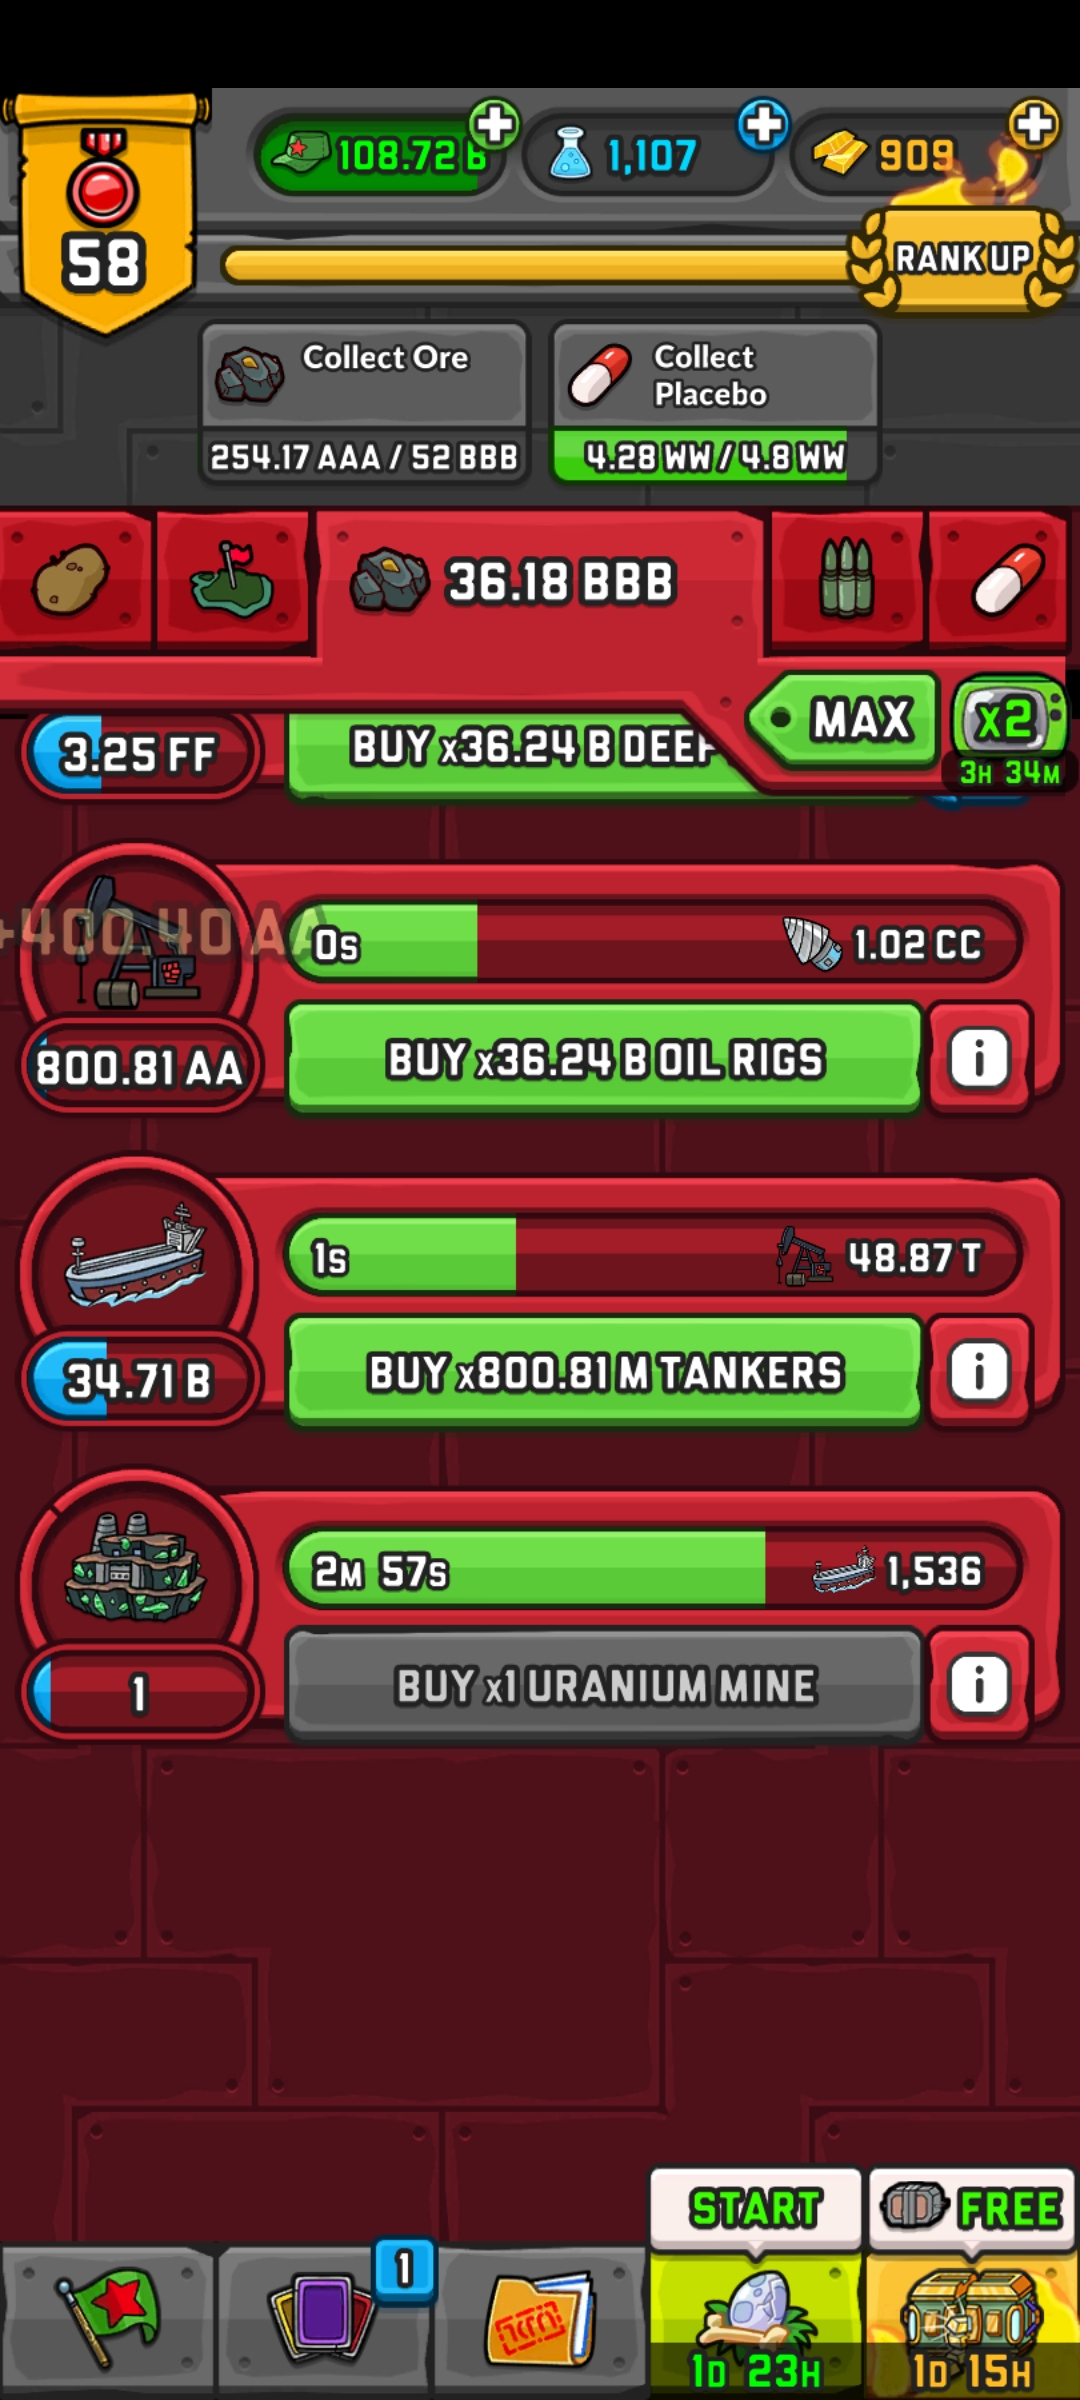 108.72 B
1,107
909
58
RANK UP
Collect Ore
254.17 AAA / 52 BBB
Collect
Placebo
4.28 WW / 4.8 WW
36.18 BBB
MAX
x2
3H 34M
3.25 FF
BUY x36.24 B DEEP
+400.40 AA
0s
1.02 CC
800.81 AA
BUY x36.24 B OIL RIGS
i
1s
48.87 T
34.71 B
BUY x800.81 M TANKERS
i
2M 57s
1,536
1
BUY x1 URANIUM MINE
i
START
FREE
1
1D 23H
1D 15H